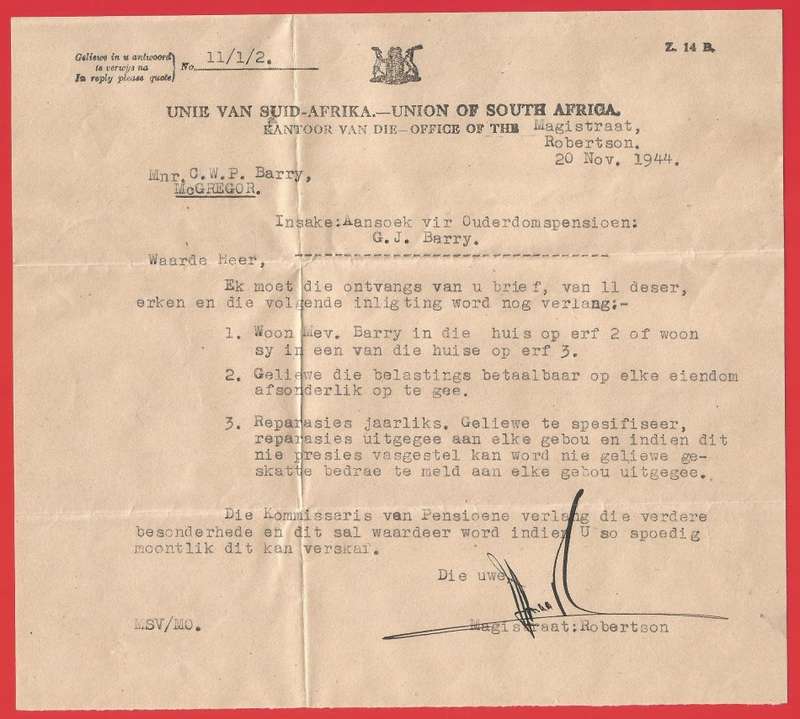 Z. 14 B.
Geliewe in u antwoord
te verwys na
In reply please quote
No. 11/1/2.
UNIE VAN SUID-AFRIKA.—UNION OF SOUTH AFRICA.
KANTOOR VAN DIE—OFFICE OF THE Magistraat,
Robertson.
20 Nov. 1944.
Mnr. C.W.P. Barry,
McGREGOR.
Insake: Aansoek vir Ouderdomspensioen:
G.J. Barry.
Waarde Heer,
Ek moet die ontvangs van u brief, van 11 deser,
erken en die volgende inligting word nog verlang:-
1. Woon Mev. Barry in die huis op erf 2 of woon
sy in een van die huise op erf 3.
2. Geliewe die belastings betaalbaar op elke eiendom
afsonderlik op te gee.
3. Reparasies jaarliks. Geliewe te spesifiseer,
reparasies uitgegee aan elke gebou en indien dit
nie presies vasgestel kan word nie geliewe ge-
skatte bedrae te meld aan elke gebou uitgegee.
Die Kommissaris van Pensioene verlang die verdere
besonderhede en dit sal waardeer word indien U so spoedig
moontlik dit kan verskaf.
Die uwe,
Magistraat: Robertson
MSV/MO.